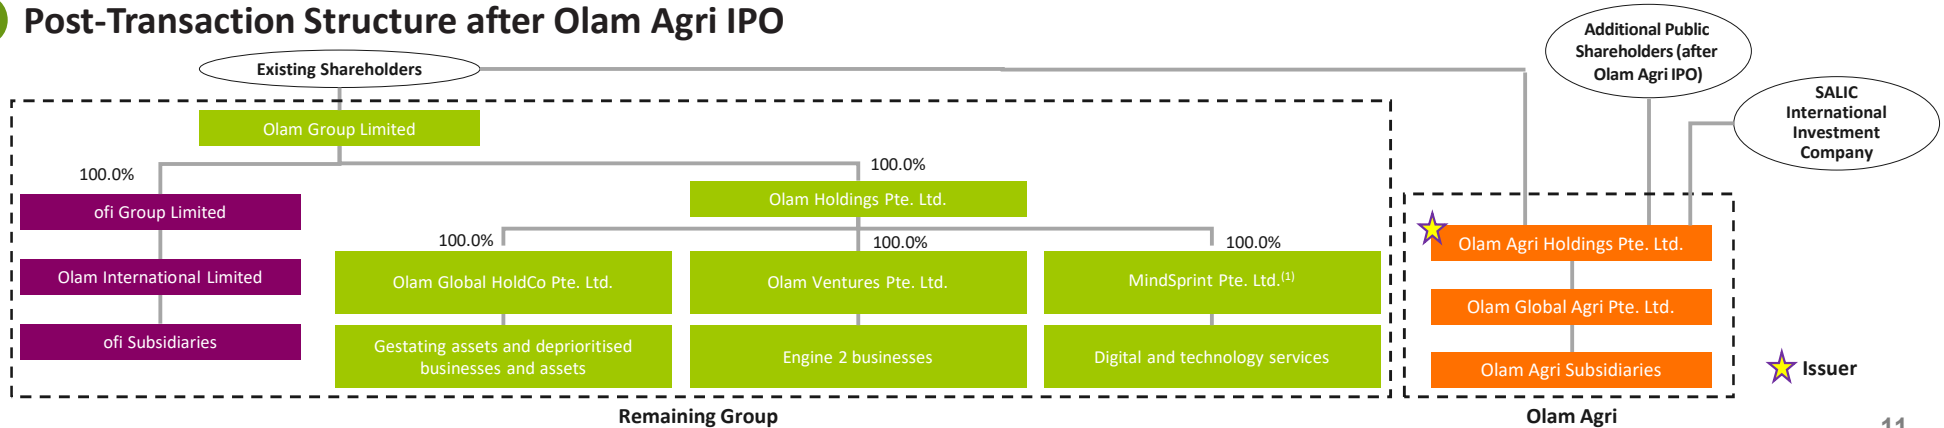 Post-Transaction Structure after Olam Agri IPO
Existing Shareholders
Additional Public
Shareholders (after
Olam Agri IPO)
SALIC
International
Investment
Company
Olam Group Limited
100.0%
100.0%
ofi Group Limited
Olam Holdings Pte. Ltd.
Olam International Limited
ofi Subsidiaries
100.0%
100.0%
100.0%
Olam Global HoldCo Pte. Ltd.
Olam Ventures Pte. Ltd.
MindSprint Pte. Ltd.(1)
Gestating assets and deprioritised
businesses and assets
Engine 2 businesses
Digital and technology services
Olam Agri Holdings Pte. Ltd.
Olam Global Agri Pte. Ltd.
Olam Agri Subsidiaries
Issuer
Remaining Group
Olam Agri
11